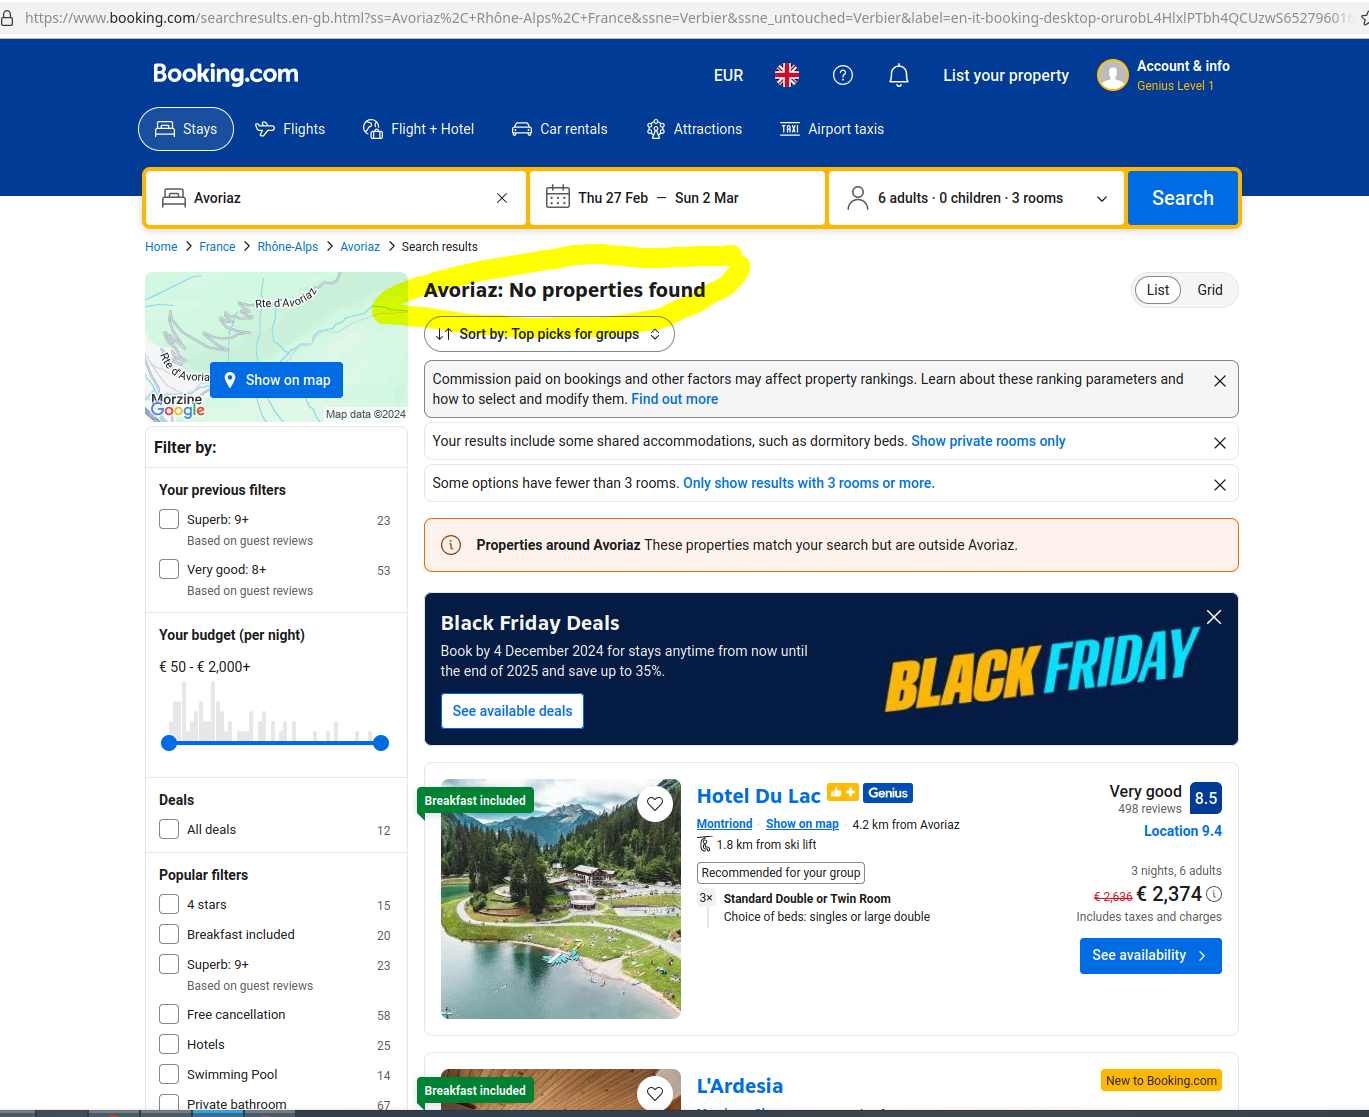 https://www.booking.com/searchresults.en-gb.html?ss=Avoriaz%2C+Rhône-Alps%2C+France&ssne=Verbier&ssne_untouched=Verbier&label=en-it-booking-desktop-orurobL4HlxlPTbh4QCUzwS652796016
Booking.com
EUR
?
List your property
Account & info
Genius Level 1
Stays
Flights
Flight + Hotel
Car rentals
Attractions
TAXI
Airport taxis
Avoriaz
Thu 27 Feb — Sun 2 Mar
6 adults · 0 children · 3 rooms
Search
Home > France > Rhône-Alps > Avoriaz > Search results
Rte d'Avoriaz
Rte d'Avoria
Show on map
Morzine
Google
Map data ©2024
Avoriaz: No properties found
List
Grid
Sort by: Top picks for groups
Commission paid on bookings and other factors may affect property rankings. Learn about these ranking parameters and
how to select and modify them. Find out more
Your results include some shared accommodations, such as dormitory beds. Show private rooms only
Some options have fewer than 3 rooms. Only show results with 3 rooms or more.
Properties around Avoriaz These properties match your search but are outside Avoriaz.
Filter by:
Your previous filters
Superb: 9+ 23
Based on guest reviews
Very good: 8+ 53
Based on guest reviews
Your budget (per night)
€ 50 - € 2,000+
Deals
All deals 12
Popular filters
4 stars 15
Breakfast included 20
Superb: 9+ 23
Based on guest reviews
Free cancellation 58
Hotels 25
Swimming Pool 14
Private bathroom 67
Black Friday Deals
Book by 4 December 2024 for stays anytime from now until
the end of 2025 and save up to 35%.
See available deals
BLACK FRIDAY
Breakfast included
Hotel Du Lac
Genius
Montriond
Show on map
4.2 km from Avoriaz
1.8 km from ski lift
Recommended for your group
3× Standard Double or Twin Room
Choice of beds: singles or large double
Very good
498 reviews
8.5
Location 9.4
3 nights, 6 adults
€ 2,636 € 2,374
Includes taxes and charges
See availability
Breakfast included
L'Ardesia
New to Booking.com